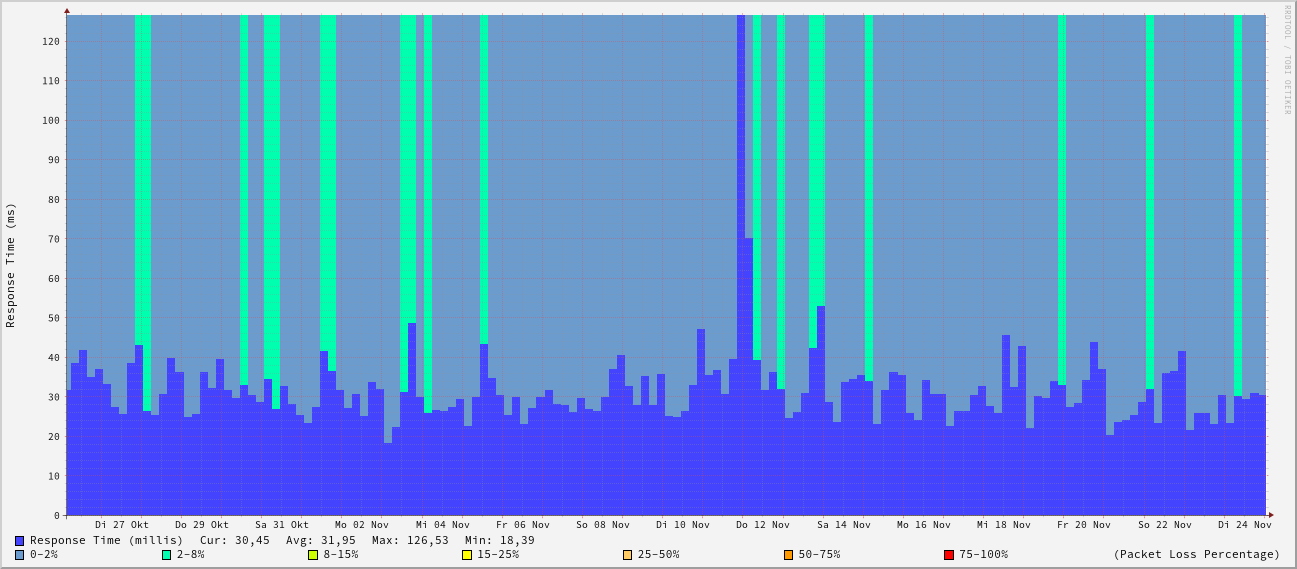 RRDTOOL / TOBI OETIKER
Response Time (ms)
120
110
100
90
80
70
60
50
40
30
20
10
0
Di 27 Okt Do 29 Okt Sa 31 Okt Mo 02 Nov Mi 04 Nov Fr 06 Nov So 08 Nov Di 10 Nov Do 12 Nov Sa 14 Nov Mo 16 Nov Mi 18 Nov Fr 20 Nov So 22 Nov Di 24 Nov
Response Time (millis) Cur: 30,45 Avg: 31,95 Max: 126,53 Min: 18,39
0-2% 2-8% 8-15% 15-25% 25-50% 50-75% 75-100% (Packet Loss Percentage)